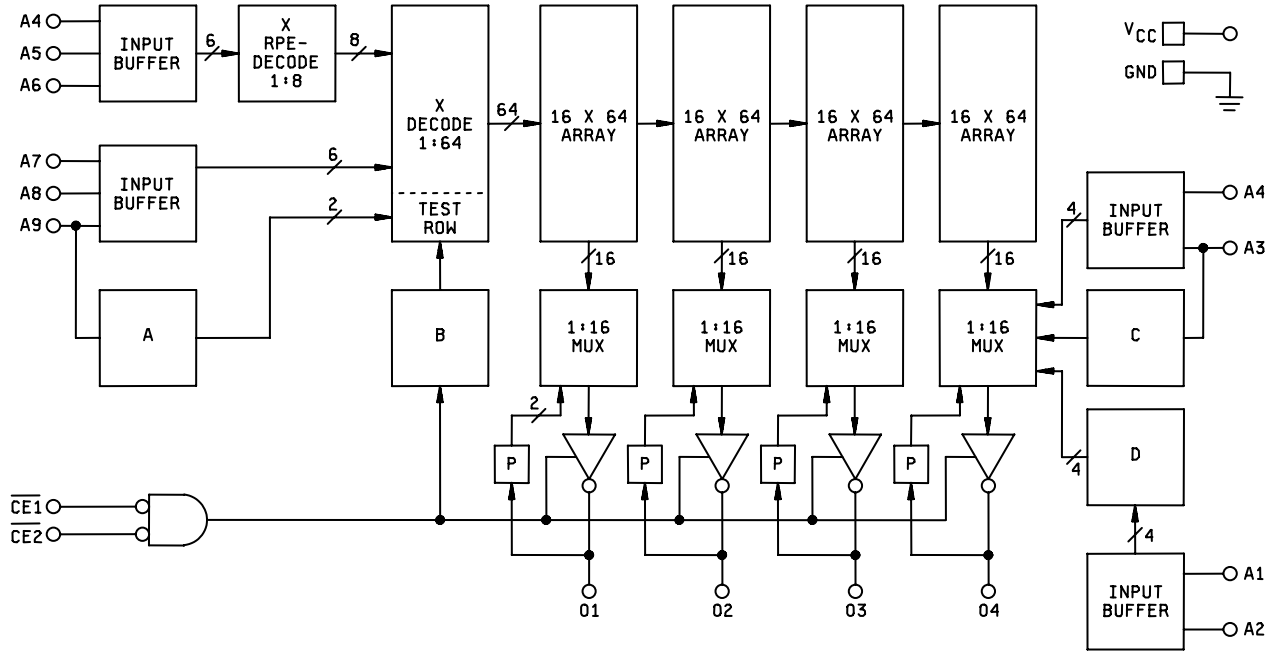 A4
A5
A6
INPUT
BUFFER
6
X
RPE-
DECODE
1:8
8
X
DECODE
1:64
TEST
ROW
64
16 X 64
ARRAY
16 X 64
ARRAY
16 X 64
ARRAY
16 X 64
ARRAY
VCC
GND
A7
A8
A9
INPUT
BUFFER
6
2
16
16
16
16
4
INPUT
BUFFER
A4
A3
A
B
1:16
MUX
1:16
MUX
1:16
MUX
1:16
MUX
C
2
P
P
P
P
4
D
CE1
CE2
4
O1
O2
O3
O4
INPUT
BUFFER
A1
A2